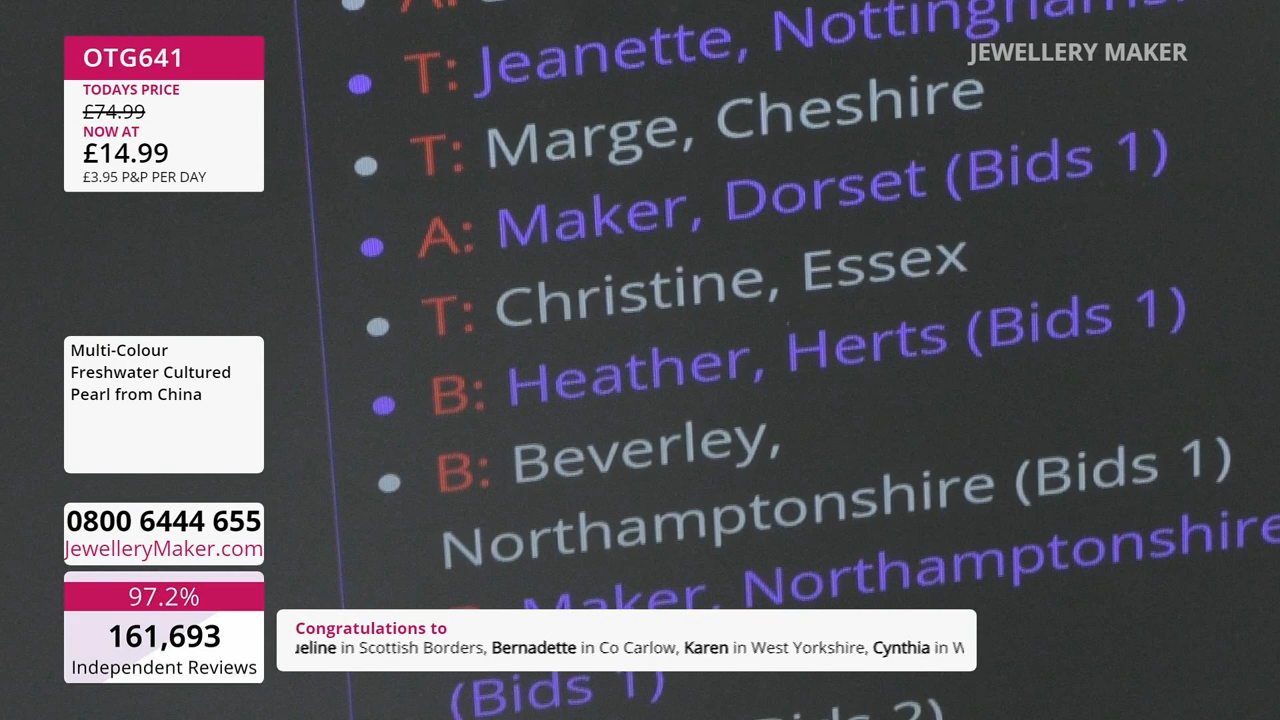 OTG641
TODAYS PRICE
£74.99
NOW AT
£14.99
£3.95 P&P PER DAY
Multi-Colour
Freshwater Cultured
Pearl from China
0800 6444 655
JewelleryMaker.com
97.2%
161,693
Independent Reviews
JEWELLERY MAKER
T: Jeanette,
T: Marge, Cheshire
A: Maker, Dorset (Bids 1)
T: Christine, Essex
B: Heather, Herts (Bids 1)
B: Beverley,
Northamptonshire (Bids 1)
Maker, Northamptonshire
(Bids 1)
Congratulations to
in Scottish Borders, Bernadette in Co Carlow, Karen in West Yorkshire, Cynthia in